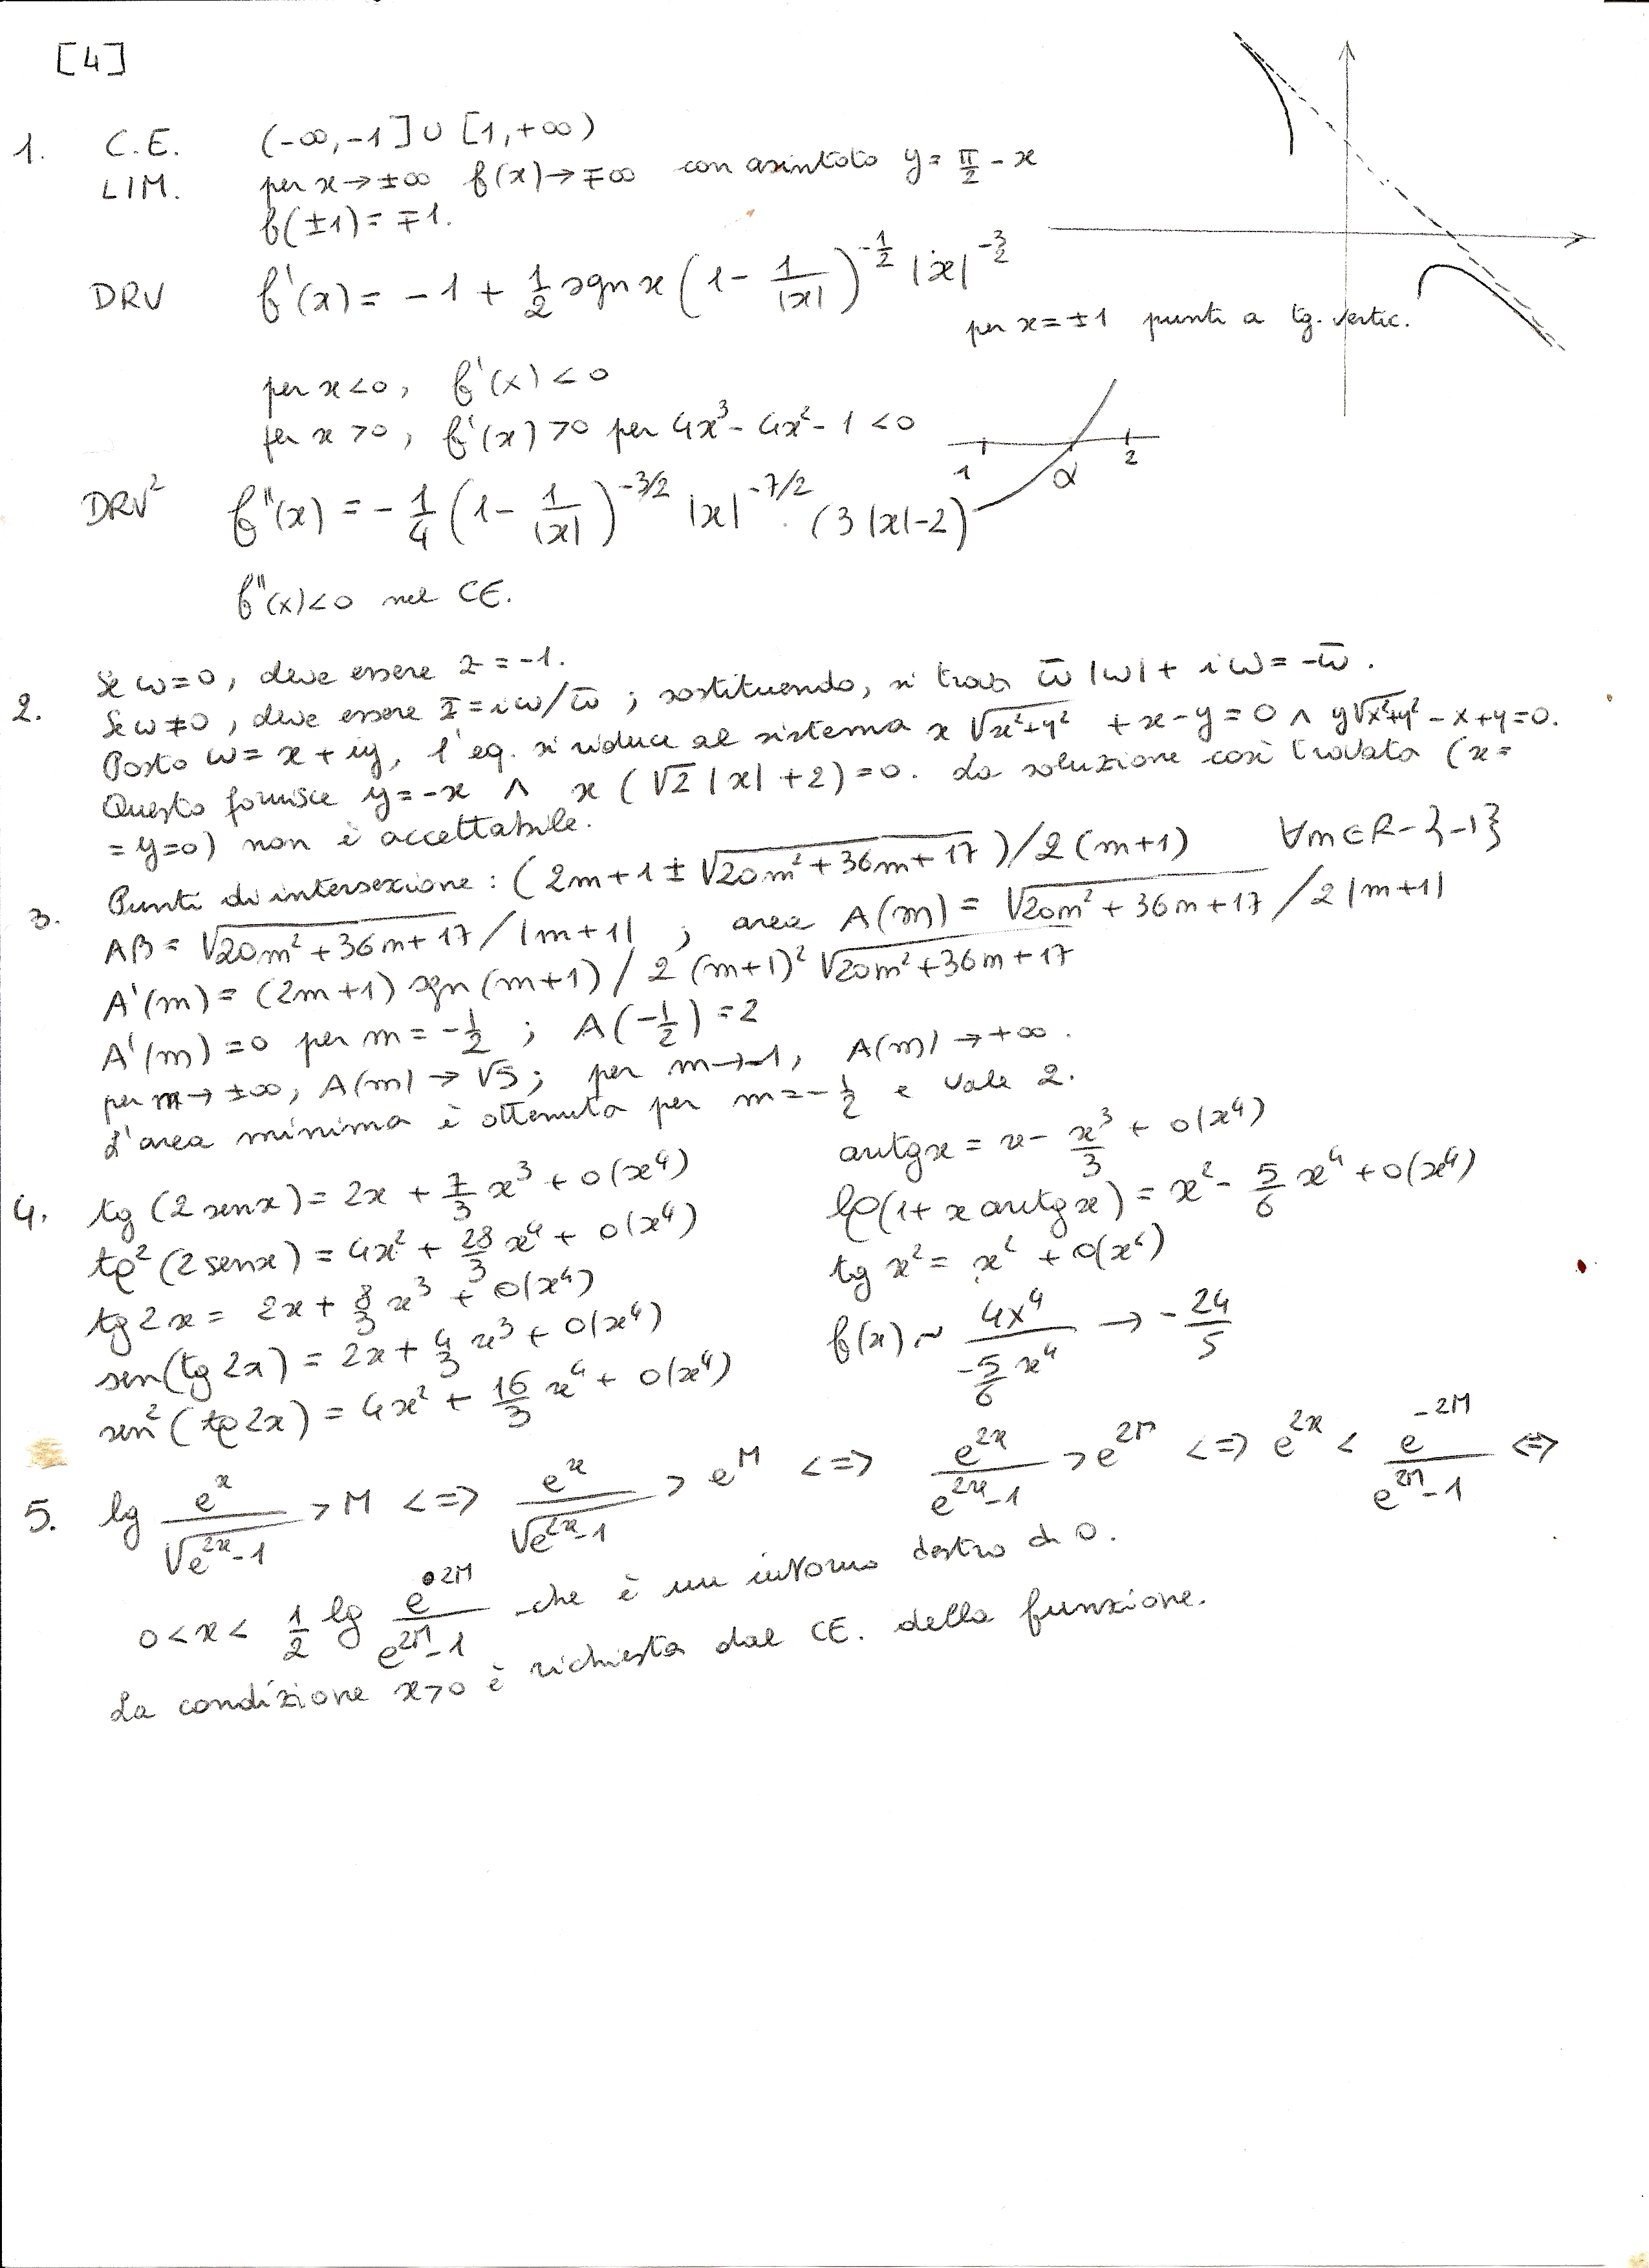 [4]
1. C.E. (-∞,-1] ∪ [1,+∞)
LIM. per x→±∞ f(x)→∓∞ con asintoto y = π/2 - x
f(±1) = ∓1.
DRV f'(x) = -1 + 1/2 sgn x (1 - 1/|x|)^(-1/2) |x|^(-3/2)
per x = ±1 punti a tg. vertic.
per x<0, f'(x) < 0
per x>0, f'(x) >0 per 4x³ - 4x² - 1 < 0
1 α 2
DRV² f''(x) = - 1/4 (1 - 1/|x|)^(-3/2) |x|^(-7/2) · (3|x|-2)
f''(x)<0 nel CE.
2. Se ω=0, deve essere z = -1.
Se ω≠0, deve essere z̄ = iω/ω̄ ; sostituendo, si trova ω̄ |ω| + iω = -ω̄.
Posto ω = x + iy, l'eq. si riduce al sistema x √(x²+y²) + x - y = 0 ∧ y√(x²+y²) - x + y = 0.
Questo fornisce y = -x ∧ x (√2 |x| + 2) = 0. La soluzione così trovata (x =
= y=0) non è accettabile.
3. Punti di intersezione : (2m+1 ± √(20m² + 36m + 17))/2(m+1) ∀m∈R-{-1}
AB = √(20m² + 36m + 17) / |m+1| ; area A(m) = √(20m² + 36m + 17) / 2|m+1|
A'(m) = (2m+1) sgn(m+1) / 2(m+1)² √(20m²+36m+17)
A'(m) = 0 per m = -1/2 ; A(-1/2) = 2
per m→±∞, A(m) → √5 ; per m→-1, A(m) → +∞.
L'area minima è ottenuta per m = -1/2 e vale 2.
4. tg (2 sen x) = 2x + 7/3 x³ + o(x⁴)
tg² (2 sen x) = 4x² + 28/3 x⁴ + o(x⁴)
tg 2x = 2x + 8/3 x³ + o(x⁴)
sen(tg 2x) = 2x + 4/3 x³ + o(x⁴)
sen² (tg 2x) = 4x² + 16/3 x⁴ + o(x⁴)
arctg x = x - x³/3 + o(x⁴)
lg(1 + x arctg x) = x² - 5/6 x⁴ + o(x⁴)
tg x² = x² + o(x⁴)
f(x) ~ 4x⁴/(-5/6 x⁴) → - 24/5
5. lg e^x/√(e^(2x)-1) > M <=> e^x/√(e^(2x)-1) > e^M <=> e^(2x)/(e^(2x)-1) > e^(2M) <=> e^(2x) < e^(-2M)/(e^(2M)-1) <=>
0 < x < 1/2 lg e^(2M)/(e^(2M)-1) che è un intorno destro di 0.
La condizione x>0 è richiesta dal CE. della funzione.